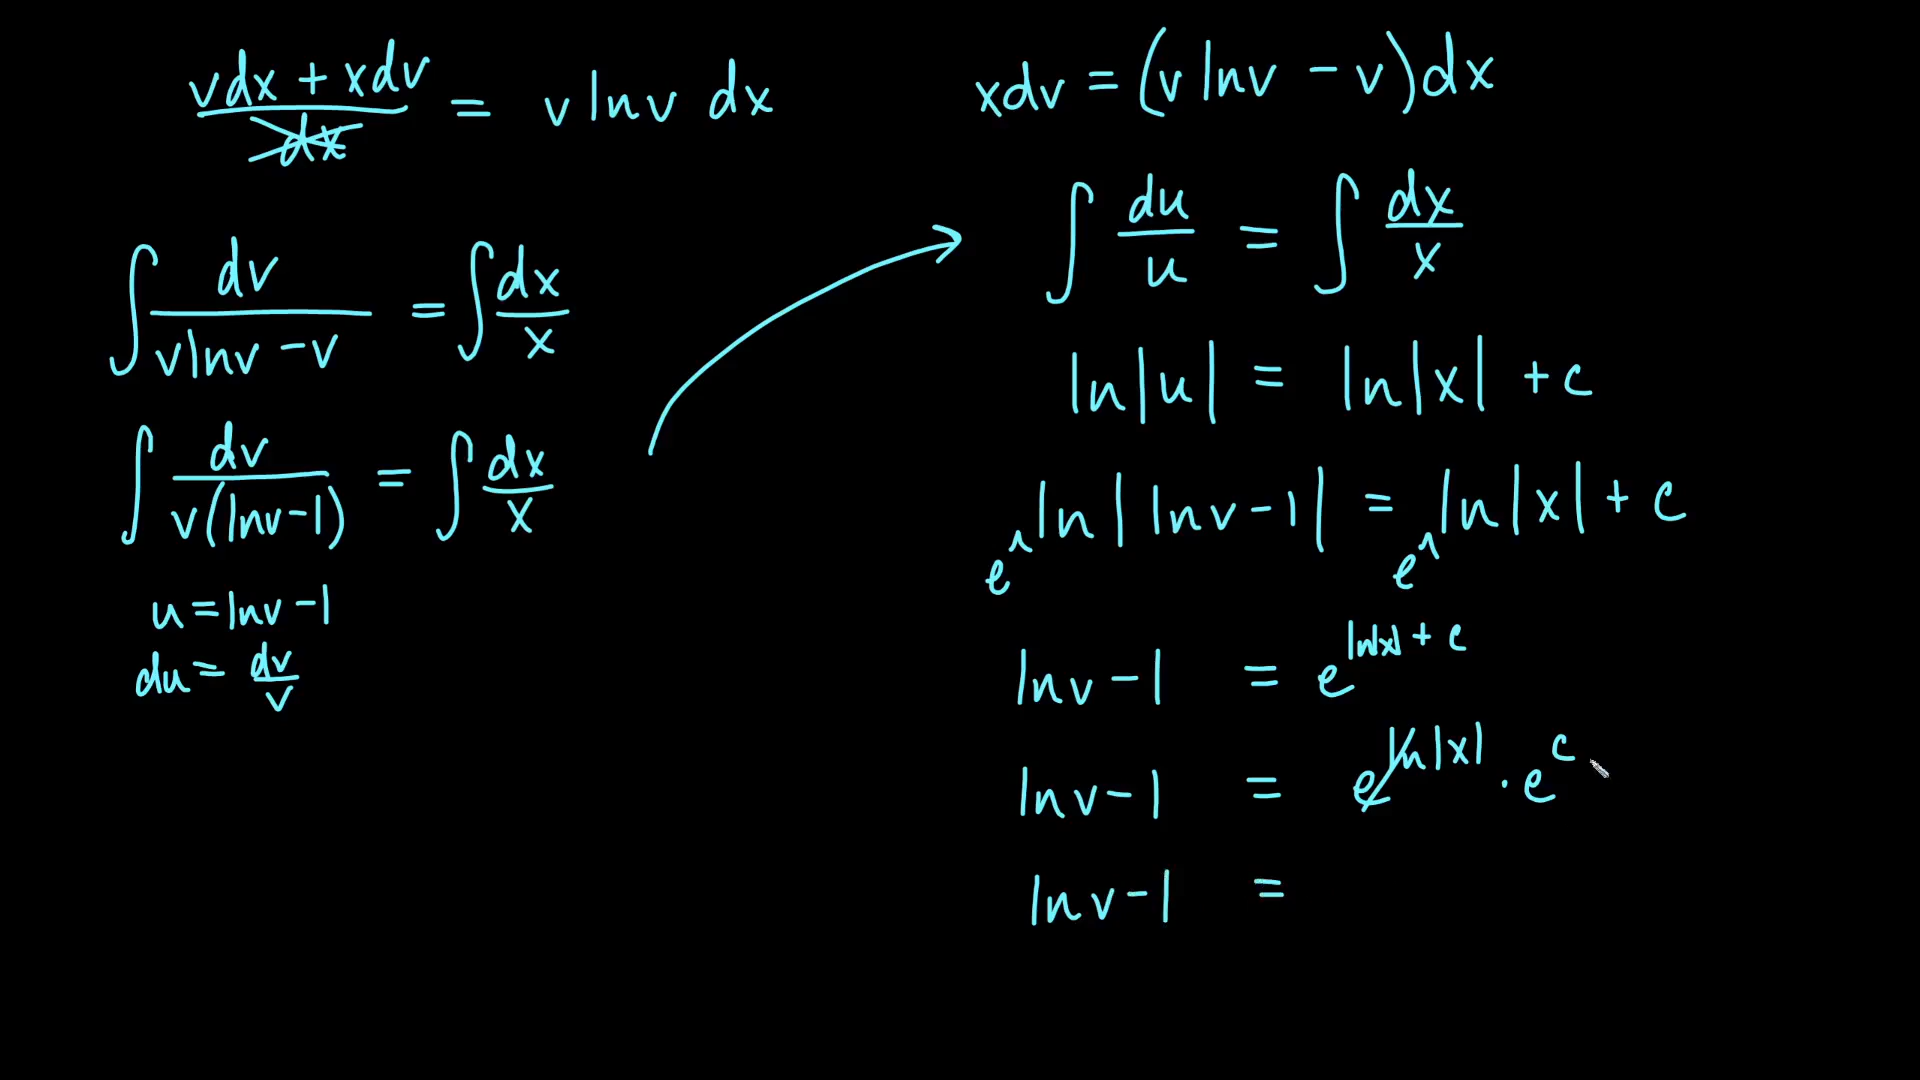 vdx + xdv / dx = v ln v dx
∫ dv / (v ln v - v) = ∫ dx / x
∫ dv / (v(ln v - 1)) = ∫ dx / x
u = ln v - 1
du = dv / v
xdv = (v ln v - v)dx
∫ du / u = ∫ dx / x
ln|u| = ln|x| + c
e^ ln|ln v - 1| = e^ ln|x| + c
ln v - 1 = e^(ln|x| + c)
ln v - 1 = e^(ln|x|) · e^c
ln v - 1 =